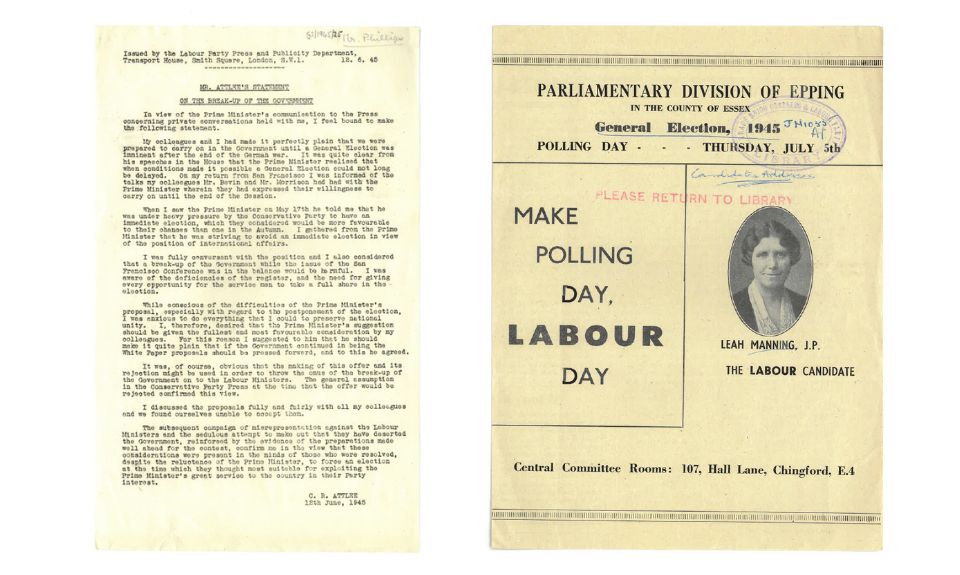 Mr. Phillips
Issued by the Labour Party Press and Publicity Department,
Transport House, Smith Square, London, S.W.1. 12. 6. 45
MR. ATTLEE'S STATEMENT
ON THE BREAK-UP OF THE GOVERNMENT
In view of the Prime Minister's communication to the Press
concerning private conversations held with me, I feel bound to make
the following statement.
My colleagues and I had made it perfectly plain that we were
prepared to carry on in the Government until a General Election was
imminent after the end of the German war. It was quite clear from
his speeches in the House that the Prime Minister realised that
when conditions made it possible a General Election could not long
be delayed. On my return from San Francisco I was informed of the
talks my colleagues Mr. Bevin and Mr. Morrison had had with the
Prime Minister wherein they had expressed their willingness to
carry on until the end of the Session.
When I saw the Prime Minister on May 17th he told me that he
was under heavy pressure by the Conservative Party to have an
immediate election, which they considered would be more favourable
to their chances than one in the Autumn. I gathered from the Prime
Minister that he was striving to avoid an immediate election in view
of the position of international affairs.
I was fully conversant with the position and I also considered
that a break-up of the Government while the issue of the San
Francisco Conference was in the balance would be harmful. I was
aware of the deficiencies of the register, and the need for giving
every opportunity for the service men to take a full share in the
election.
While conscious of the difficulties of the Prime Minister's
proposal, especially with regard to the postponement of the election,
I was anxious to do everything that I could to preserve national
unity. I, therefore, desired that the Prime Minister's suggestion
should be given the fullest and most favourable consideration by my
colleagues. For this reason I suggested to him that he should
make it quite plain that if the Government continued in being the
White Paper proposals should be pressed forward, and to this he agreed.
It was, of course, obvious that the making of this offer and its
rejection might be used in order to throw the onus of the break-up of
the Government on to the Labour Ministers. The general assumption
in the Conservative Party Press at the time that the offer would be
rejected confirmed this view.
I discussed the proposals fully and fairly with all my colleagues
and we found ourselves unable to accept them.
The subsequent campaign of misrepresentation against the Labour
Ministers and the sedulous attempt to make out that they have deserted
the Government, reinforced by the evidence of the preparations made
well ahead for the contest, confirm me in the view that these
considerations were present in the minds of those who were resolved,
despite the reluctance of the Prime Minister, to force an election
at the time which they thought most suitable for exploiting the
Prime Minister's great service to the country in their Party
interest.
C. R. ATTLEE
12th June, 1945
PARLIAMENTARY DIVISION OF EPPING
IN THE COUNTY OF ESSEX
General Election, 1945
POLLING DAY - - - THURSDAY, JULY 5th
LIBRARY
Candidate's Address
PLEASE RETURN TO LIBRARY
MAKE
POLLING
DAY,
LABOUR
DAY
LEAH MANNING, J.P.
THE LABOUR CANDIDATE
Central Committee Rooms: 107, Hall Lane, Chingford, E.4